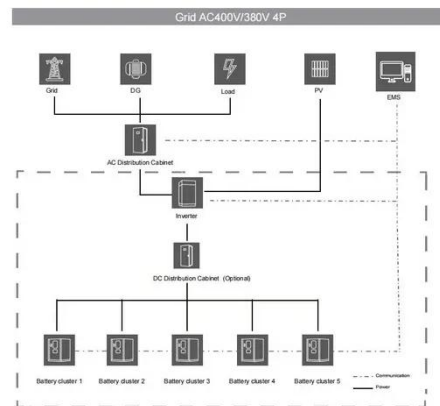 Grid AC400V/380V 4P
Grid
DG
Load
PV
EMS
AC Distribution Cabinet
Inverter
DC Distribution Cabinet (Optional)
Battery cluster 1
Battery cluster 2
Battery cluster 3
Battery cluster 4
Battery cluster 5
Communication
Power